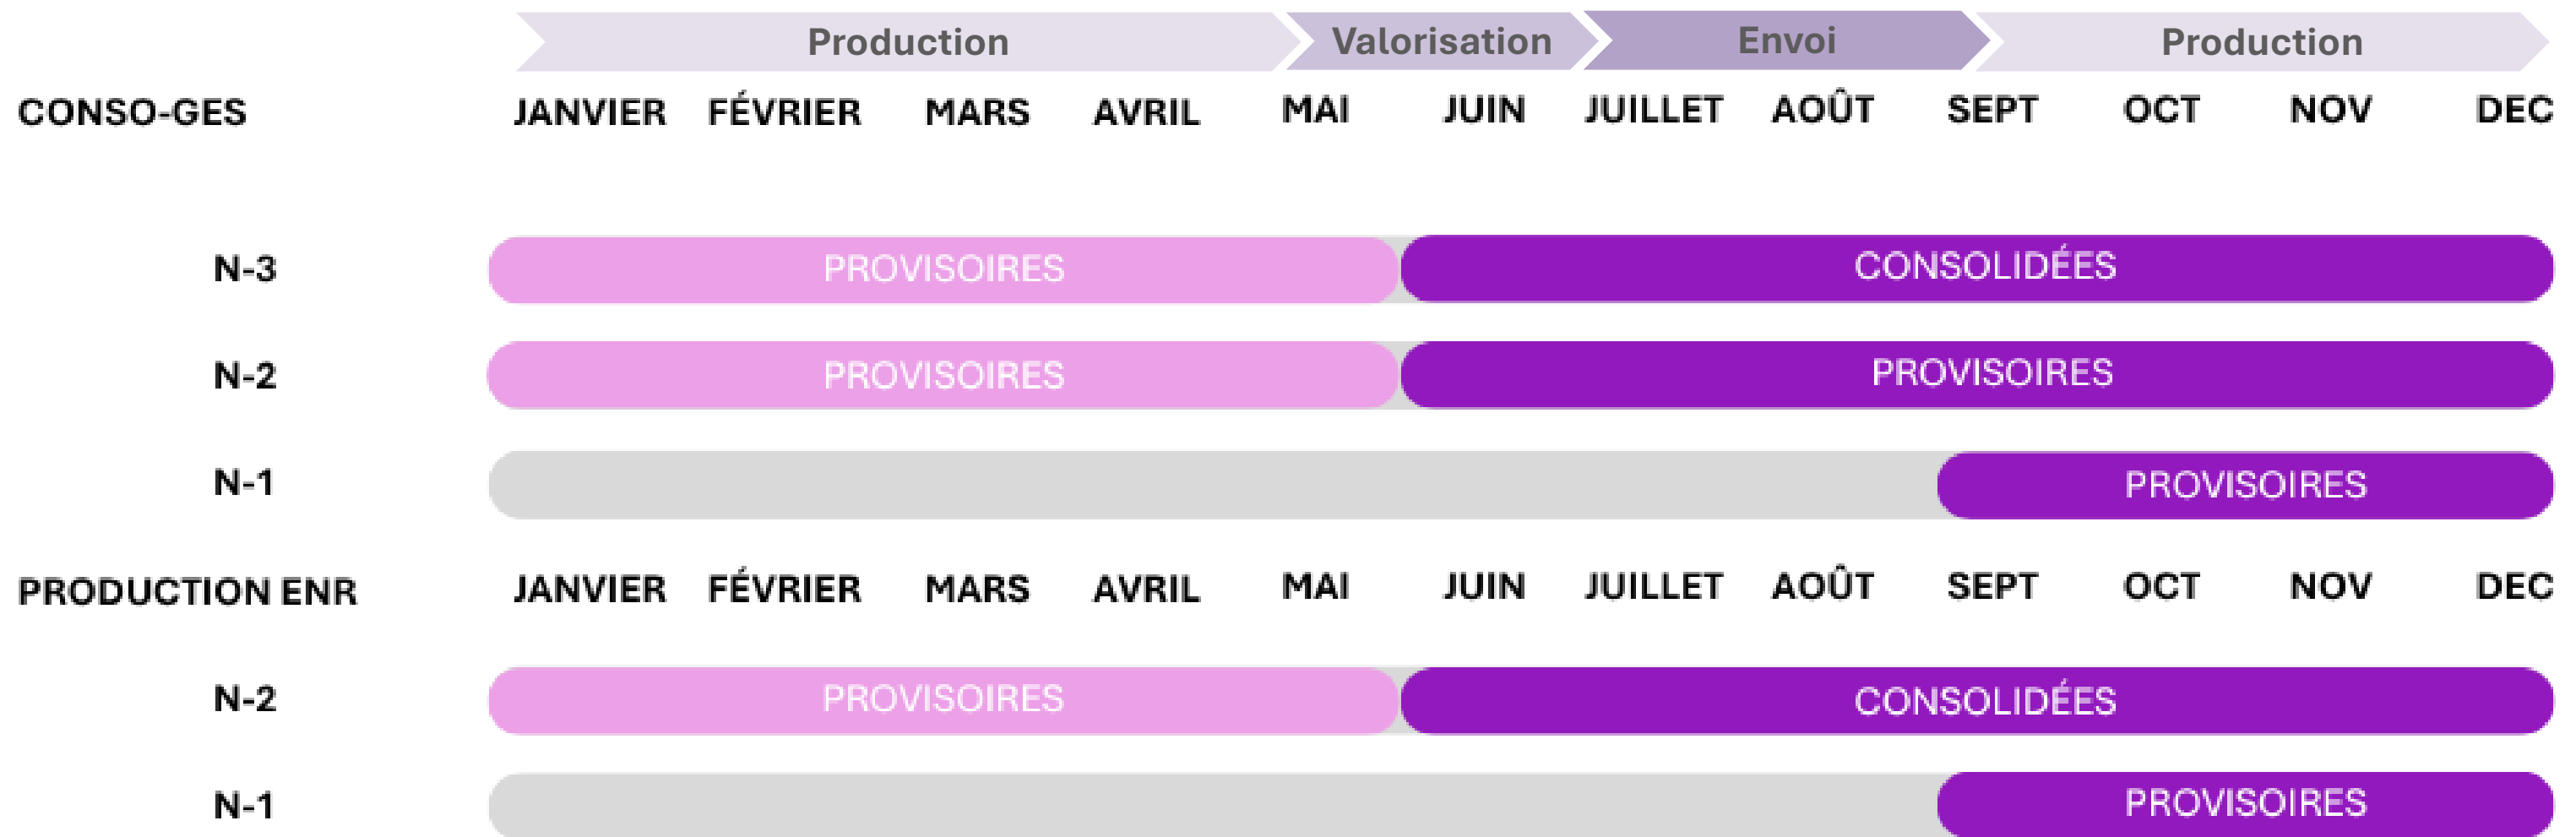 Production Valorisation Envoi Production
CONSO-GES JANVIER FÉVRIER MARS AVRIL MAI JUIN JUILLET AOÛT SEPT OCT NOV DEC
N-3 PROVISOIRES CONSOLIDÉES
N-2 PROVISOIRES PROVISOIRES
N-1 PROVISOIRES
PRODUCTION ENR JANVIER FÉVRIER MARS AVRIL MAI JUIN JUILLET AOÛT SEPT OCT NOV DEC
N-2 PROVISOIRES CONSOLIDÉES
N-1 PROVISOIRES